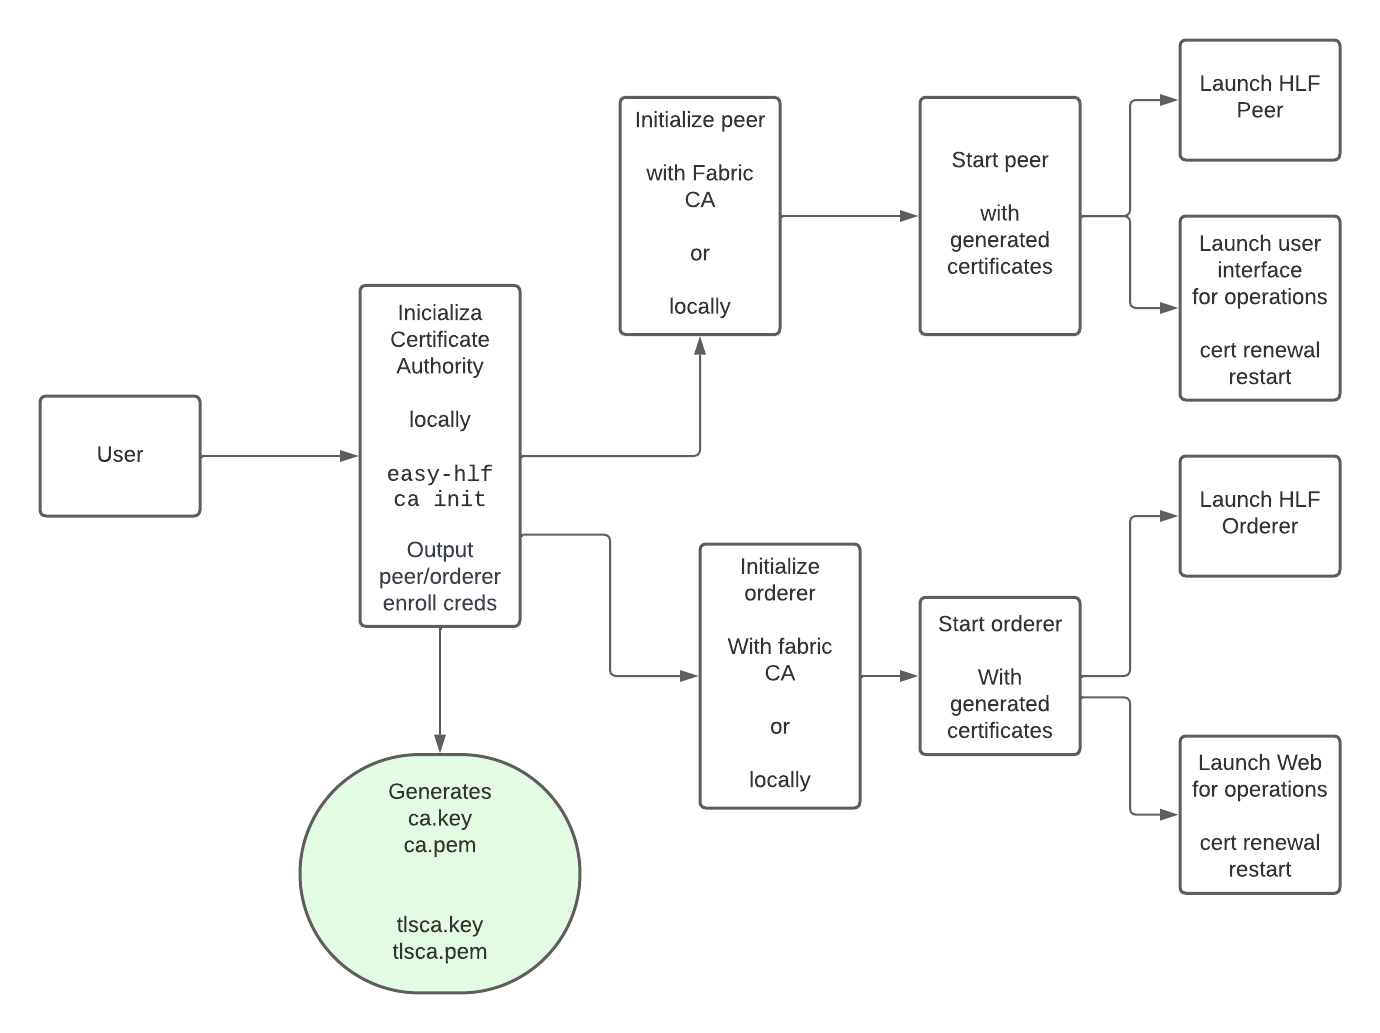 User
Inicializa
Certificate
Authority
locally
easy-hlf
ca init
Output
peer/orderer
enroll creds
Generates
ca.key
ca.pem
tlsca.key
tlsca.pem
Initialize peer
with Fabric
CA
or
locally
Start peer
with
generated
certificates
Launch HLF
Peer
Launch user
interface
for operations
cert renewal
restart
Initialize
orderer
With fabric
CA
or
locally
Start orderer
With
generated
certificates
Launch HLF
Orderer
Launch Web
for operations
cert renewal
restart